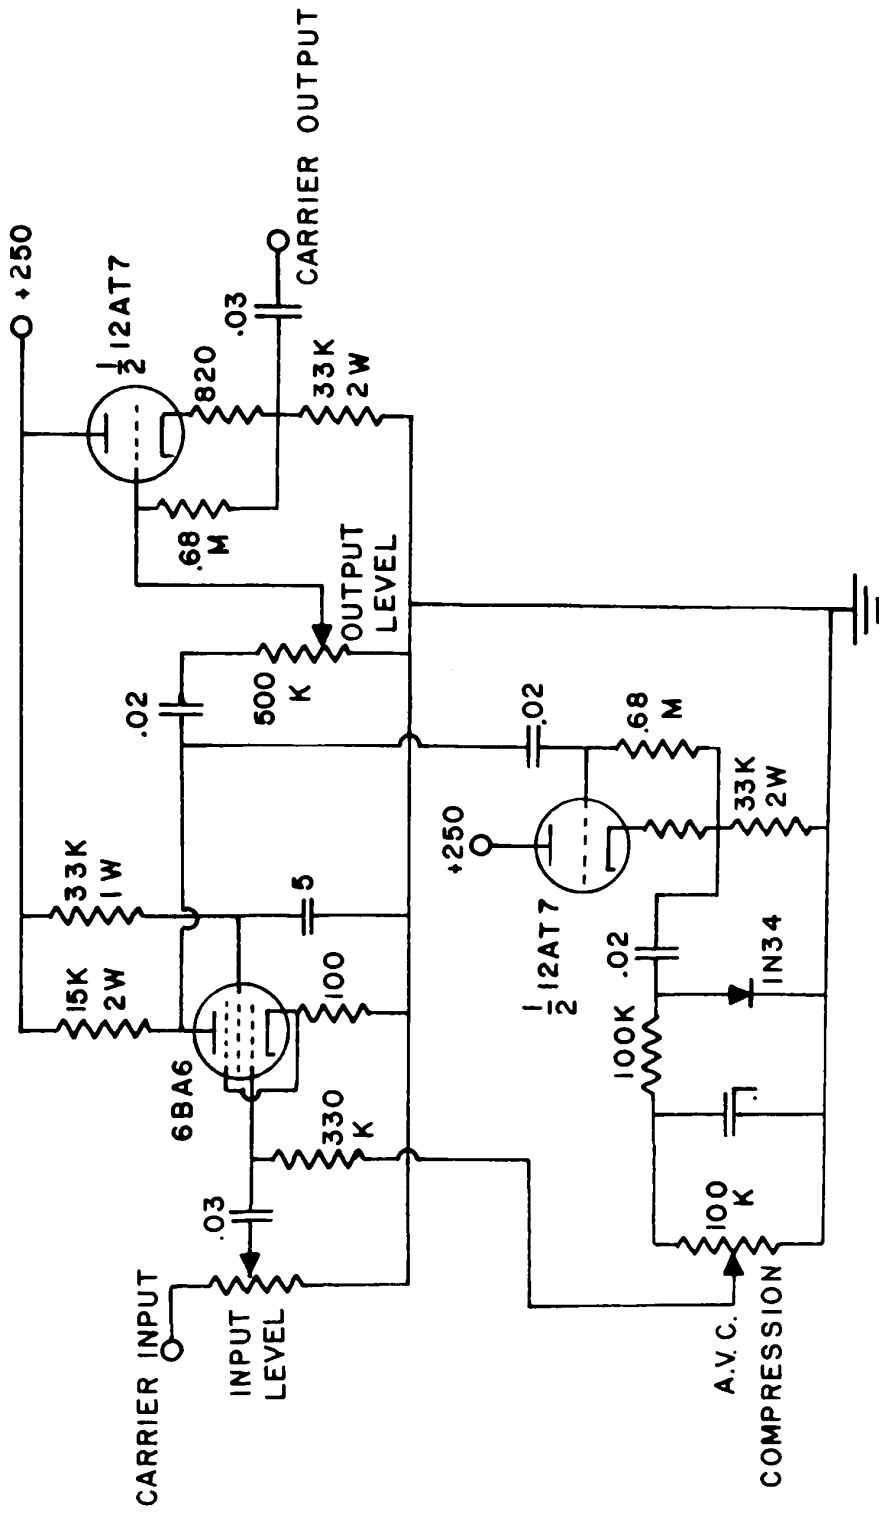 CARRIER INPUT
INPUT
LEVEL
.03
330
K
6BA6
15K
2W
33K
1W
100
5
.02
500
K
OUTPUT
LEVEL
.68
M
1/2 12AT7
820
33K
2W
.03
CARRIER OUTPUT
+250
A.V.C.
COMPRESSION
100
K
.1
100K
1N34
.02
1/2 12AT7
+250
.02
.68
M
33K
2W